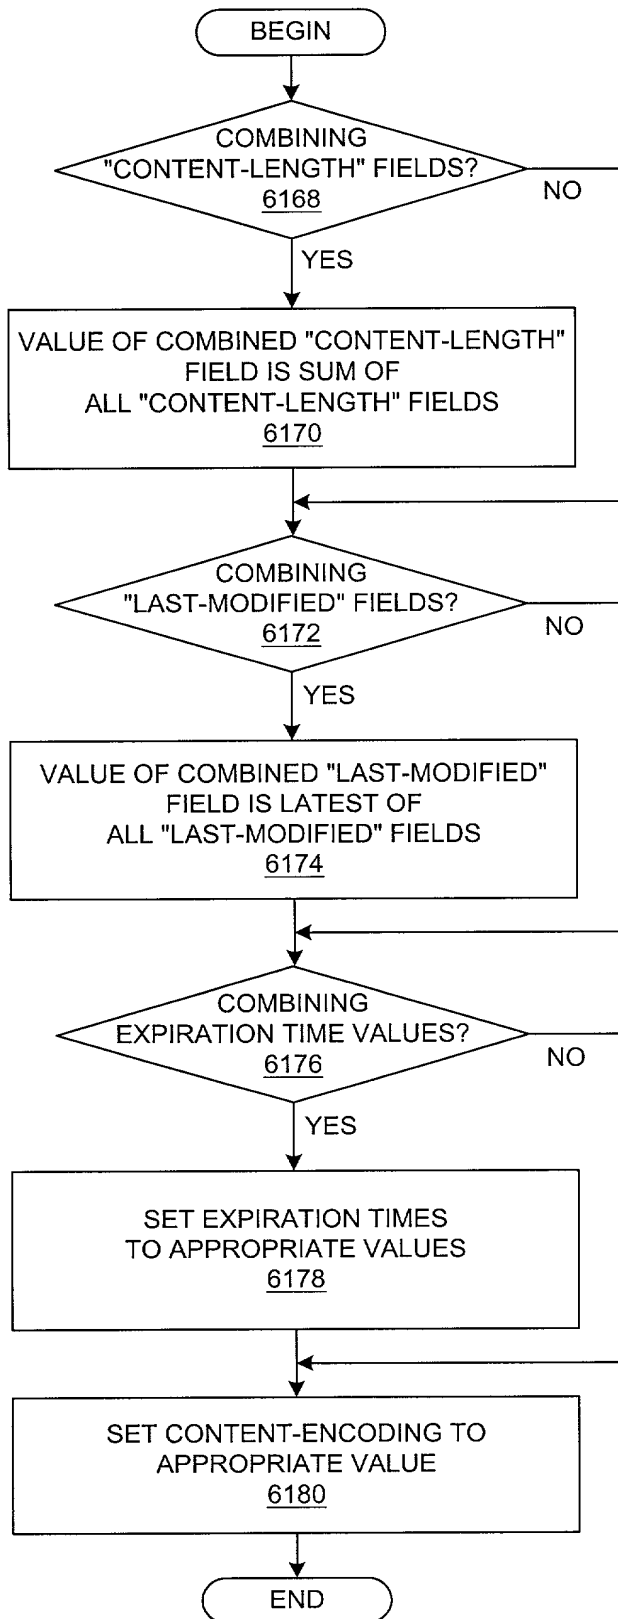 BEGIN
COMBINING
"CONTENT-LENGTH" FIELDS?
6168
NO
YES
VALUE OF COMBINED "CONTENT-LENGTH"
FIELD IS SUM OF
ALL "CONTENT-LENGTH" FIELDS
6170
COMBINING
"LAST-MODIFIED" FIELDS?
6172
NO
YES
VALUE OF COMBINED "LAST-MODIFIED"
FIELD IS LATEST OF
ALL "LAST-MODIFIED" FIELDS
6174
COMBINING
EXPIRATION TIME VALUES?
6176
NO
YES
SET EXPIRATION TIMES
TO APPROPRIATE VALUES
6178
SET CONTENT-ENCODING TO
APPROPRIATE VALUE
6180
END